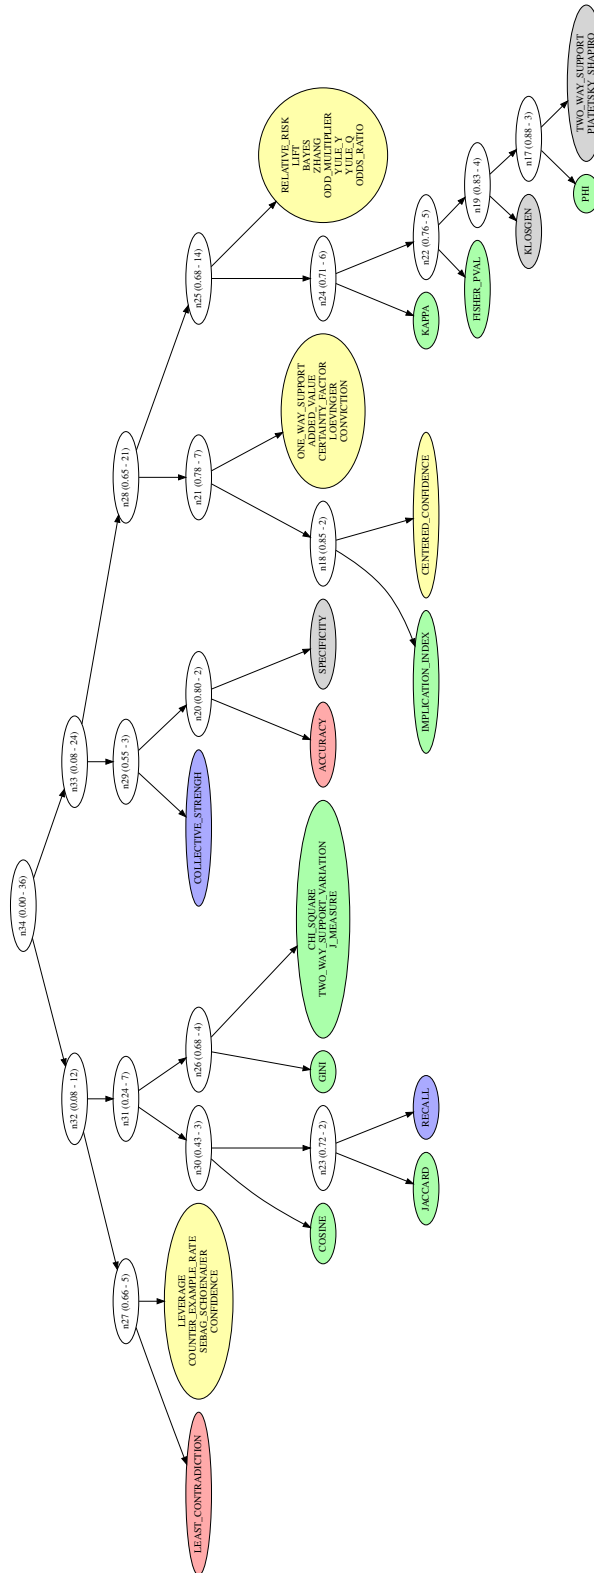 n34 (0.00 - 36)
n32 (0.08 - 12)
n33 (0.08 - 24)
n27 (0.66 - 5)
n31 (0.24 - 7)
n29 (0.55 - 3)
n28 (0.65 - 21)
LEAST_CONTRADICTION
LEVERAGE
COUNTER_EXAMPLE_RATE
SEBAG_SCHOENAUER
CONFIDENCE
n30 (0.43 - 3)
n26 (0.68 - 4)
COLLECTIVE_STRENGH
n20 (0.80 - 2)
n21 (0.78 - 7)
n25 (0.68 - 14)
COSINE
n23 (0.72 - 2)
GINI
CHI_SQUARE
TWO_WAY_SUPPORT_VARIATION
J_MEASURE
ACCURACY
SPECIFICITY
n18 (0.85 - 2)
ONE_WAY_SUPPORT
ADDED_VALUE
CERTAINTY_FACTOR
LOEVINGER
CONVICTION
n24 (0.71 - 6)
RELATIVE_RISK
LIFT
BAYES
ZHANG
ODD_MULTIPLIER
YULE_Y
YULE_Q
ODDS_RATIO
JACCARD
RECALL
IMPLICATION_INDEX
CENTERED_CONFIDENCE
KAPPA
n22 (0.76 - 5)
FISHER_PVAL
n19 (0.83 - 4)
KLOSGEN
n17 (0.88 - 3)
PHI
TWO_WAY_SUPPORT
PIATETSKY_SHAPIRO